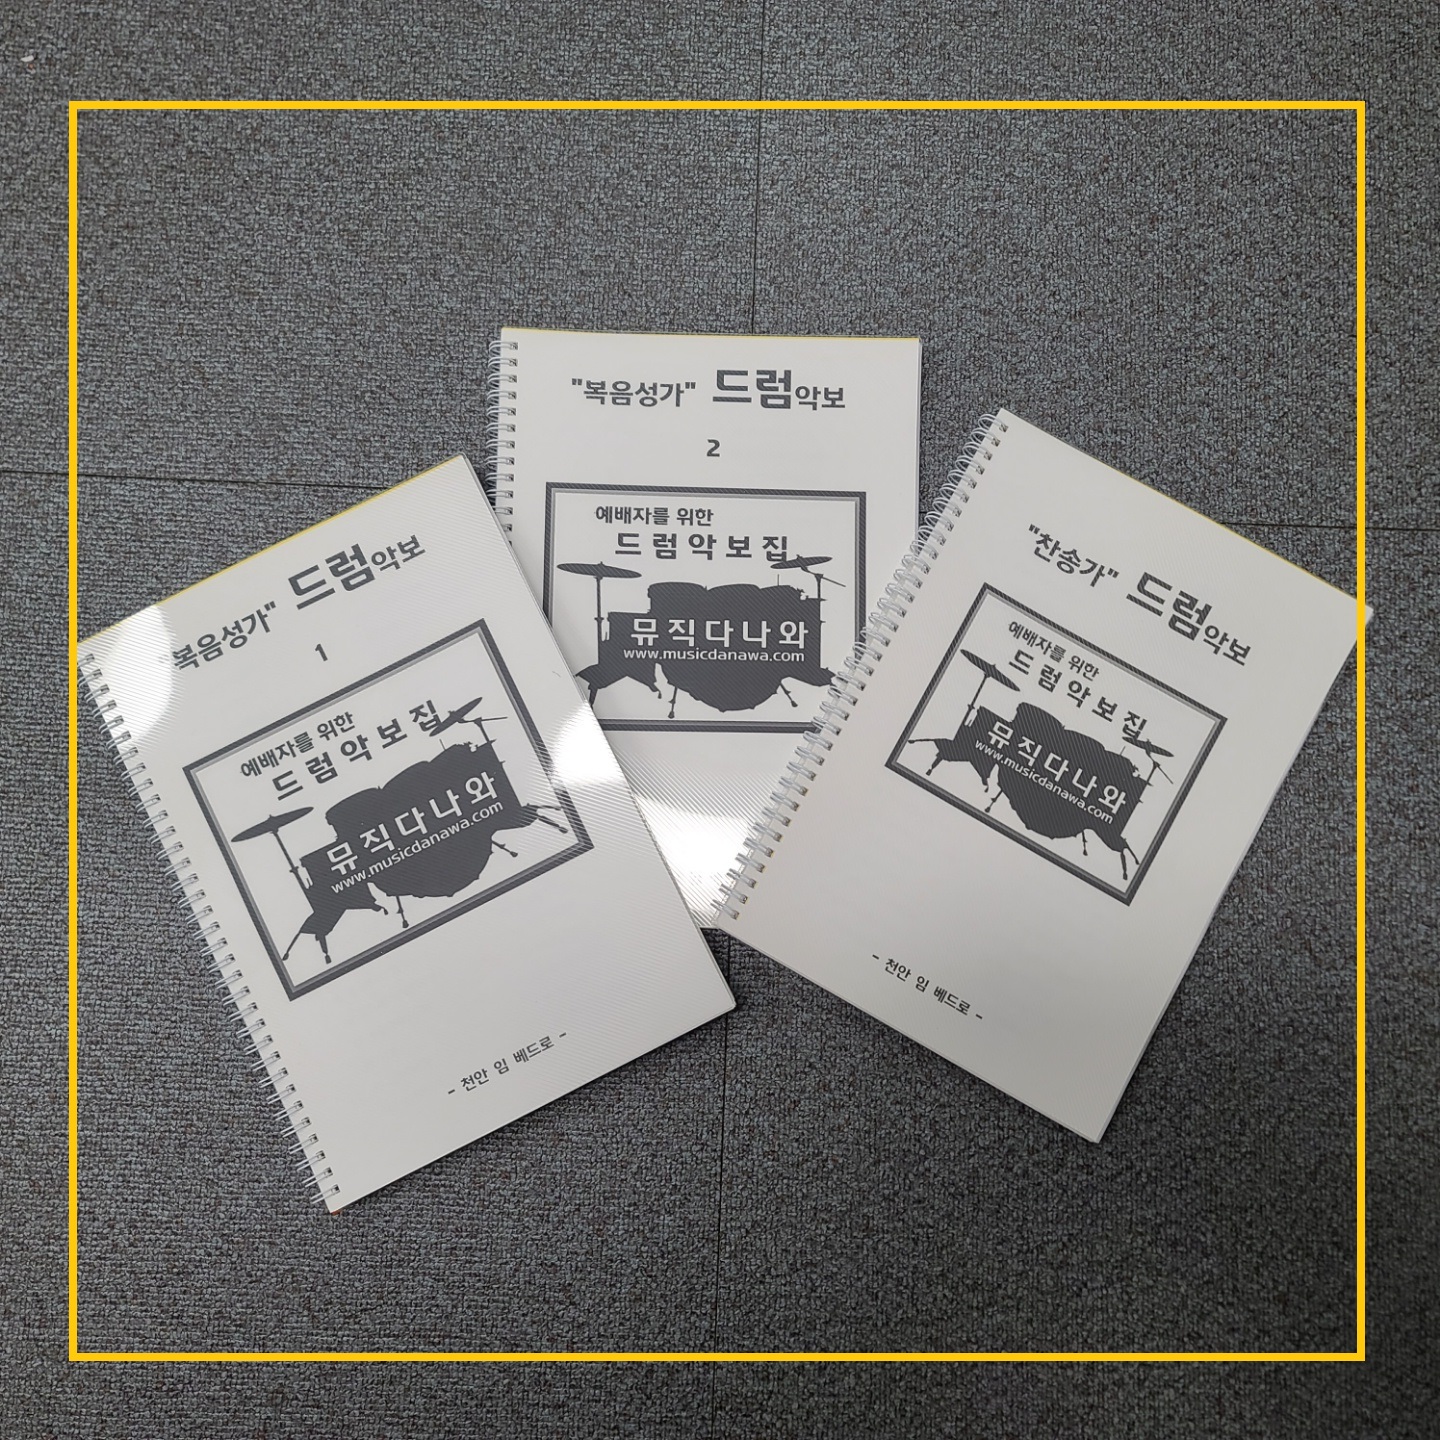 "복음성가" 드럼악보
1
예배자를 위한
드럼악보집
뮤직다나와
www.musicdanawa.com
- 천안 임 베드로 -
"복음성가" 드럼악보
2
예배자를 위한
드럼악보집
뮤직다나와
www.musicdanawa.com
"찬송가" 드럼악보
예배자를 위한
드럼악보집
뮤직다나와
www.musicdanawa.com
- 천안 임 베드로 -